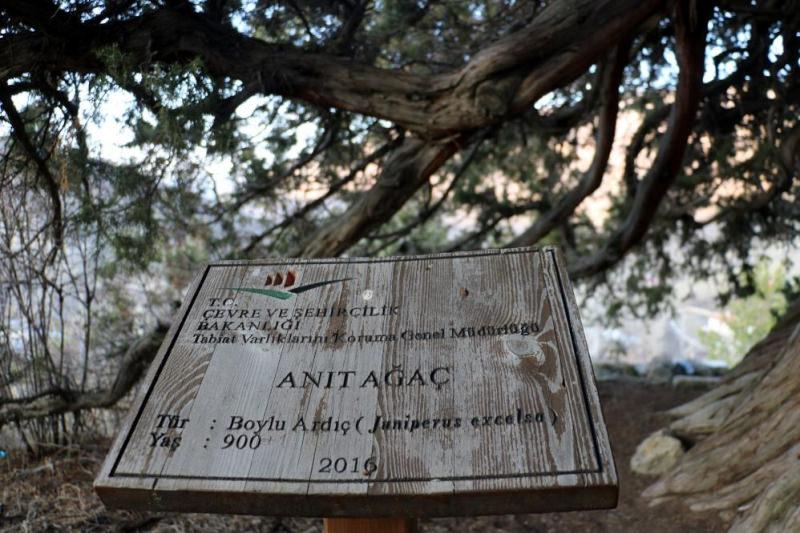 T.C.
ÇEVRE VE ŞEHİRÇİLİK
BAKANLIĞI
Tabiat Varlıklarını Koruma Genel Müdürlüğü
ANIT AĞAÇ
Tür : Boylu Ardıç ( Juniperus excelsa )
Yaş : 900
2016